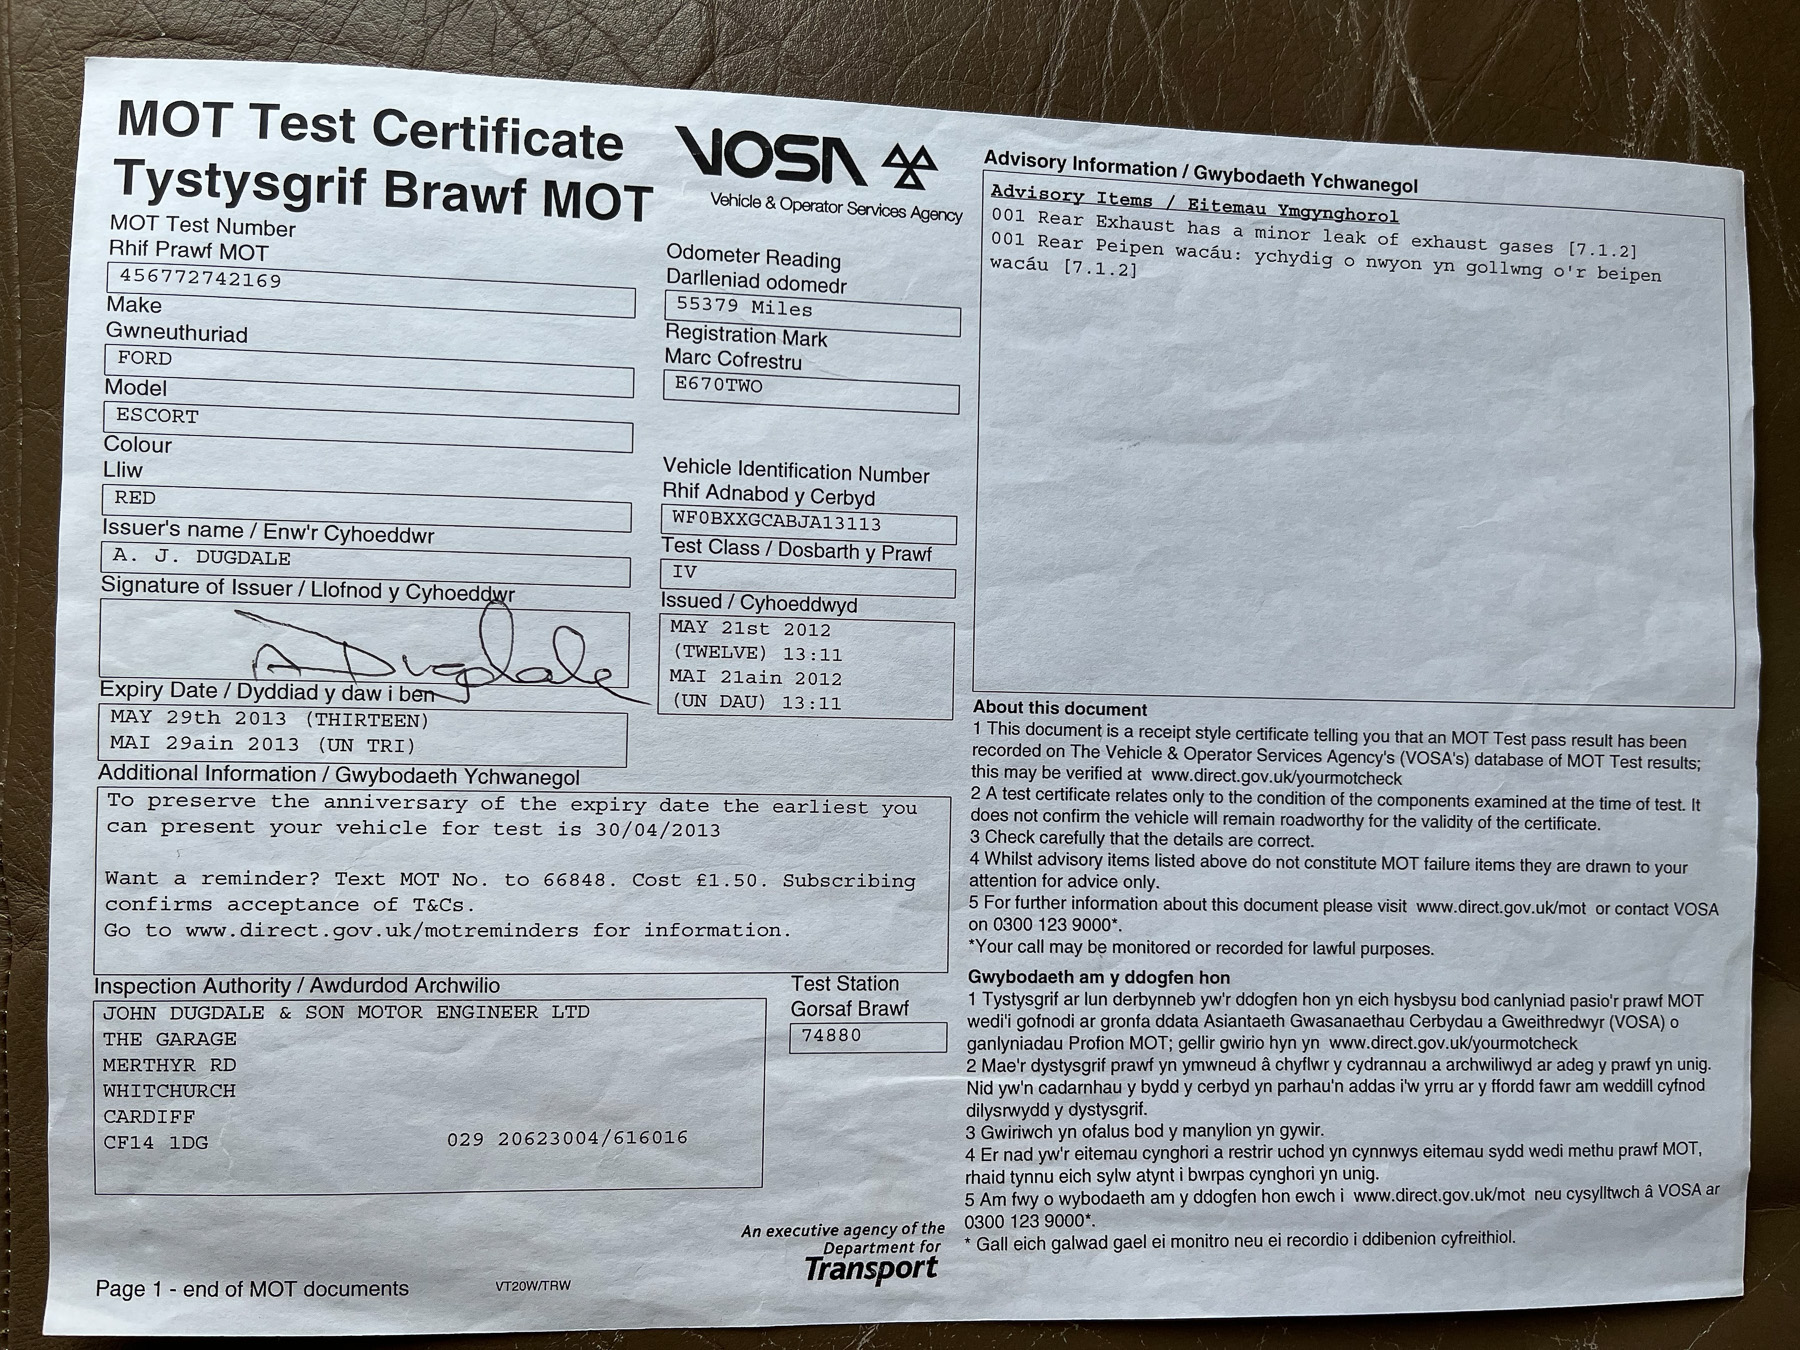 MOT Test Certificate
Tystysgrif Brawf MOT
VOSA
Vehicle & Operator Services Agency
MOT Test Number
Rhif Prawf MOT
456772742169
Make
Gwneuthuriad
FORD
Model
ESCORT
Colour
Lliw
RED
Issuer's name / Enw'r Cyhoeddwr
A. J. DUGDALE
Signature of Issuer / Llofnod y Cyhoeddwr
A Dugdale
Expiry Date / Dyddiad y daw i ben
MAY 29th 2013 (THIRTEEN)
MAI 29ain 2013 (UN TRI)
Odometer Reading
Darlleniad odomedr
55379 Miles
Registration Mark
Marc Cofrestru
E670TWO
Vehicle Identification Number
Rhif Adnabod y Cerbyd
WF0BXXGCABJA13113
Test Class / Dosbarth y Prawf
IV
Issued / Cyhoeddwyd
MAY 21st 2012
(TWELVE) 13:11
MAI 21ain 2012
(UN DAU) 13:11
Additional Information / Gwybodaeth Ychwanegol
To preserve the anniversary of the expiry date the earliest you
can present your vehicle for test is 30/04/2013
Want a reminder? Text MOT No. to 66848. Cost £1.50. Subscribing
confirms acceptance of T&Cs.
Go to www.direct.gov.uk/motreminders for information.
Inspection Authority / Awdurdod Archwilio
JOHN DUGDALE & SON MOTOR ENGINEER LTD
THE GARAGE
MERTHYR RD
WHITCHURCH
CARDIFF
CF14 1DG 029 20623004/616016
Test Station
Gorsaf Brawf
74880
An executive agency of the
Department for
Transport
Page 1 - end of MOT documents
VT20W/TRW
Advisory Information / Gwybodaeth Ychwanegol
Advisory Items / Eitemau Ymgynghorol
001 Rear Exhaust has a minor leak of exhaust gases [7.1.2]
001 Rear Peipen wacáu: ychydig o nwyon yn gollwng o'r beipen
wacáu [7.1.2]
About this document
1 This document is a receipt style certificate telling you that an MOT Test pass result has been
recorded on The Vehicle & Operator Services Agency's (VOSA's) database of MOT Test results;
this may be verified at www.direct.gov.uk/yourmotcheck
2 A test certificate relates only to the condition of the components examined at the time of test. It
does not confirm the vehicle will remain roadworthy for the validity of the certificate.
3 Check carefully that the details are correct.
4 Whilst advisory items listed above do not constitute MOT failure items they are drawn to your
attention for advice only.
5 For further information about this document please visit www.direct.gov.uk/mot or contact VOSA
on 0300 123 9000*.
*Your call may be monitored or recorded for lawful purposes.
Gwybodaeth am y ddogfen hon
1 Tystysgrif ar lun derbynneb yw'r ddogfen hon yn eich hysbysu bod canlyniad pasio'r prawf MOT
wedi'i gofnodi ar gronfa ddata Asiantaeth Gwasanaethau Cerbydau a Gweithredwyr (VOSA) o
ganlyniadau Profion MOT; gellir gwirio hyn yn www.direct.gov.uk/yourmotcheck
2 Mae'r dystysgrif prawf yn ymwneud â chyflwr y cydrannau a archwiliwyd ar adeg y prawf yn unig.
Nid yw'n cadarnhau y bydd y cerbyd yn parhau'n addas i'w yrru ar y ffordd fawr am weddill cyfnod
dilysrwydd y dystysgrif.
3 Gwiriwch yn ofalus bod y manylion yn gywir.
4 Er nad yw'r eitemau cynghori a restrir uchod yn cynnwys eitemau sydd wedi methu prawf MOT,
rhaid tynnu eich sylw atynt i bwrpas cynghori yn unig.
5 Am fwy o wybodaeth am y ddogfen hon ewch i www.direct.gov.uk/mot neu cysylltwch â VOSA ar
0300 123 9000*.
* Gall eich galwad gael ei monitro neu ei recordio i ddibenion cyfreithiol.